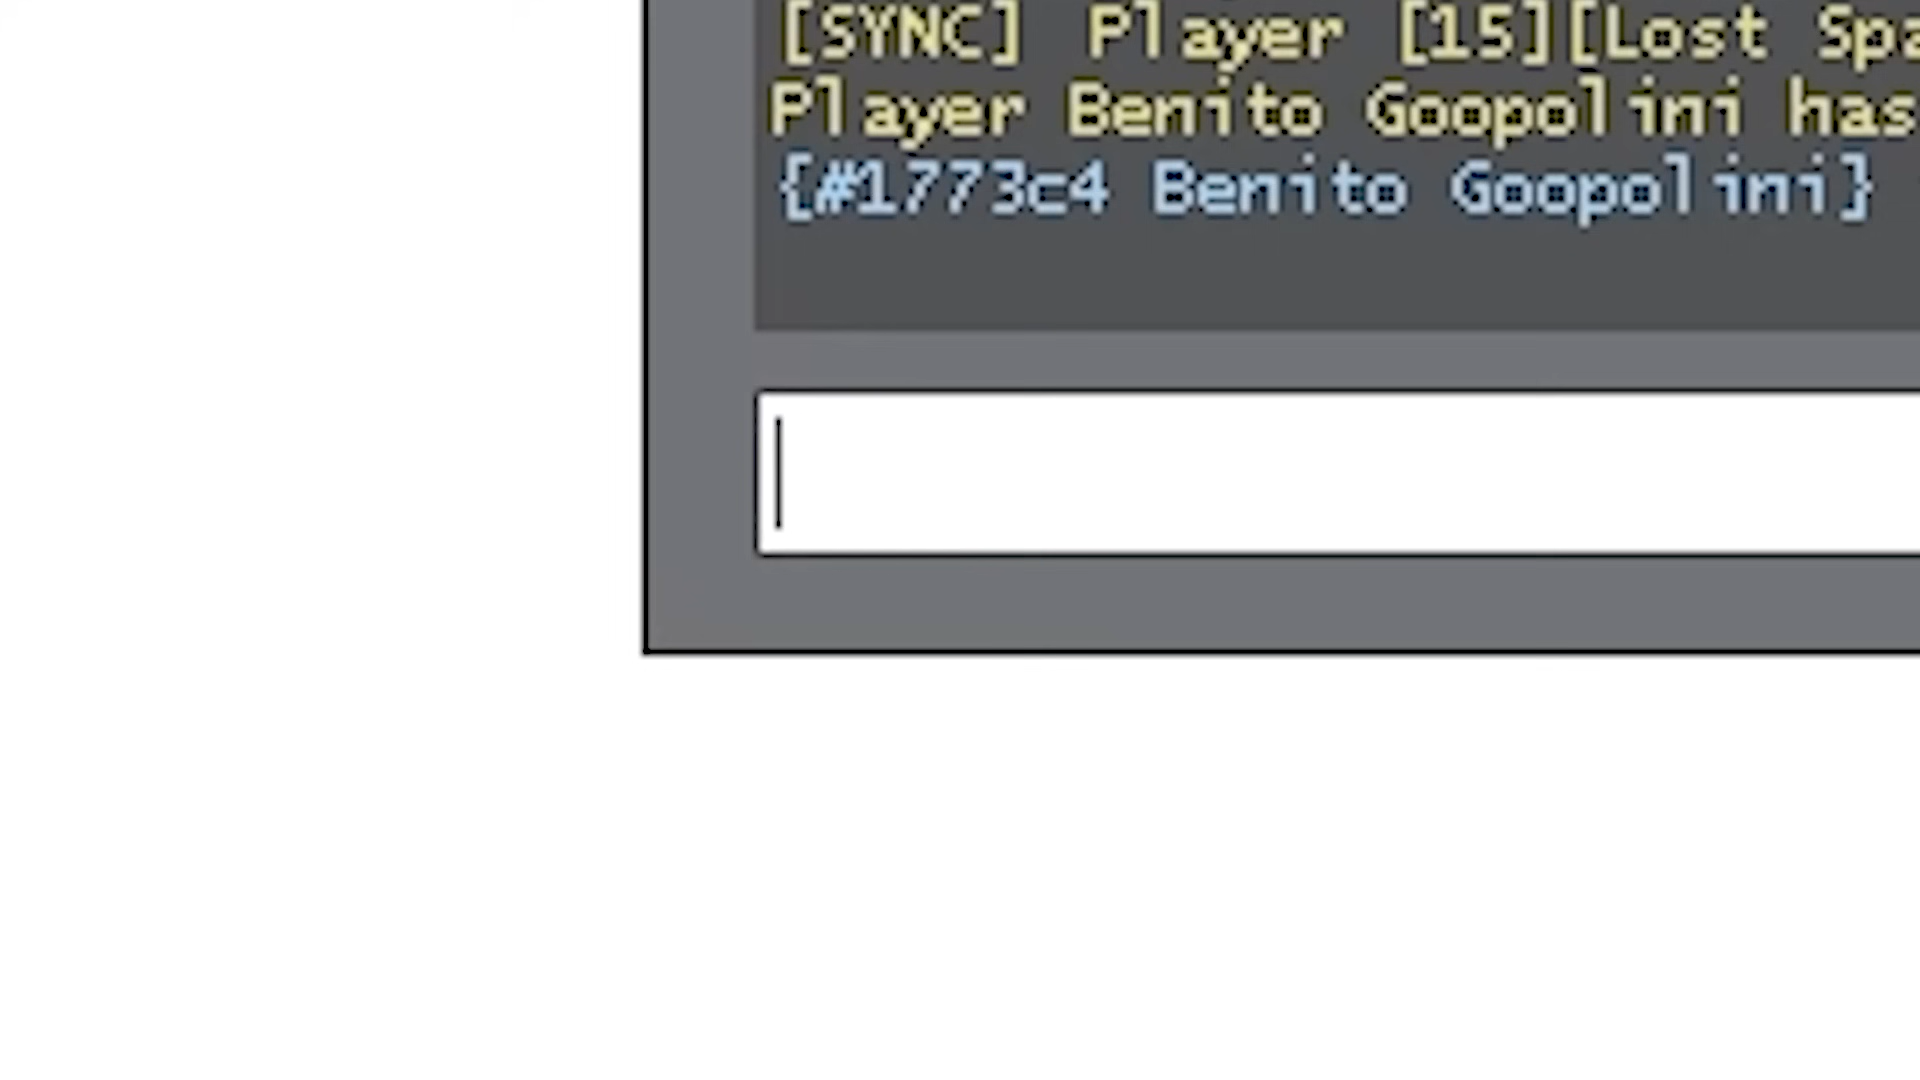 [SYNC] Player [15][Lost
Player Benito Goopolini has
{#1773c4 Benito Goopolini}